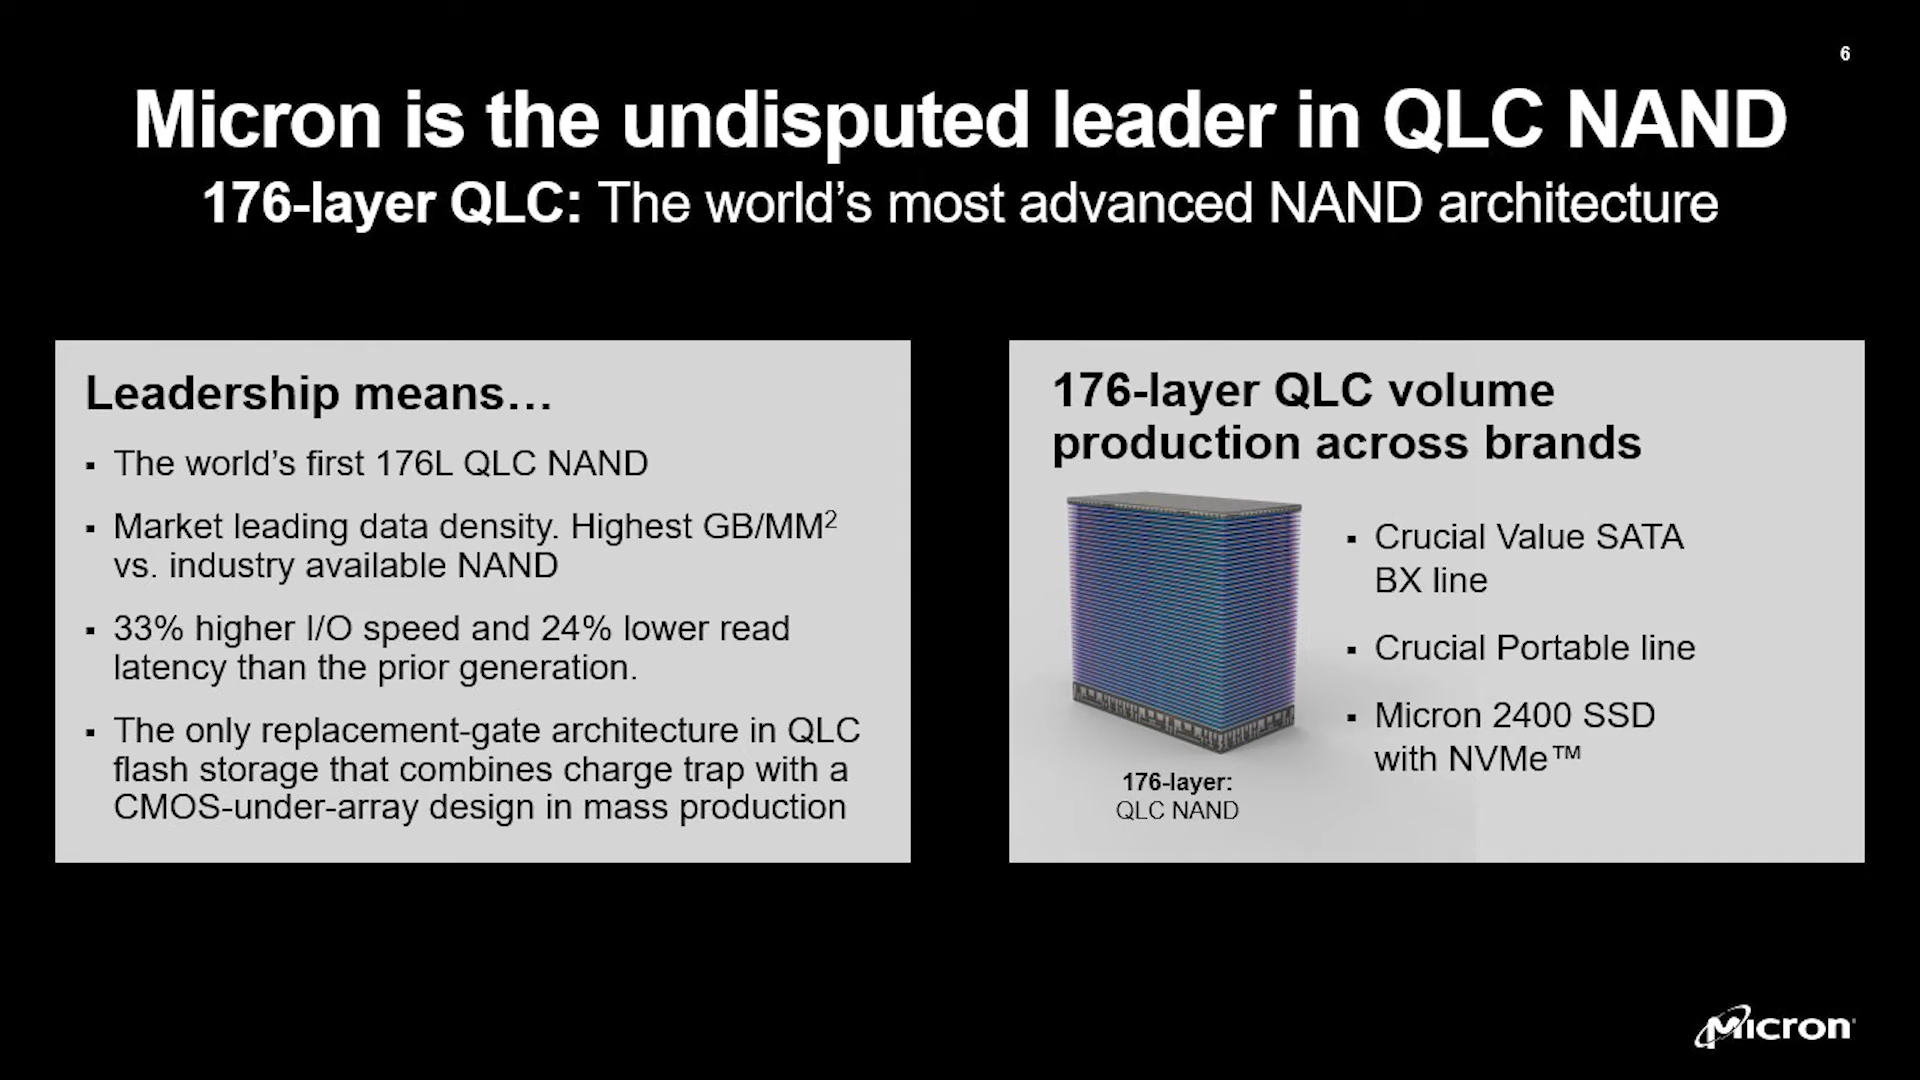 6
Micron is the undisputed leader in QLC NAND
176-layer QLC: The world’s most advanced NAND architecture
Leadership means…
▪ The world’s first 176L QLC NAND
▪ Market leading data density. Highest GB/MM²
vs. industry available NAND
▪ 33% higher I/O speed and 24% lower read
latency than the prior generation.
▪ The only replacement-gate architecture in QLC
flash storage that combines charge trap with a
CMOS-under-array design in mass production
176-layer QLC volume
production across brands
▪ Crucial Value SATA
BX line
▪ Crucial Portable line
▪ Micron 2400 SSD
with NVMe™
176-layer:
QLC NAND
Micron